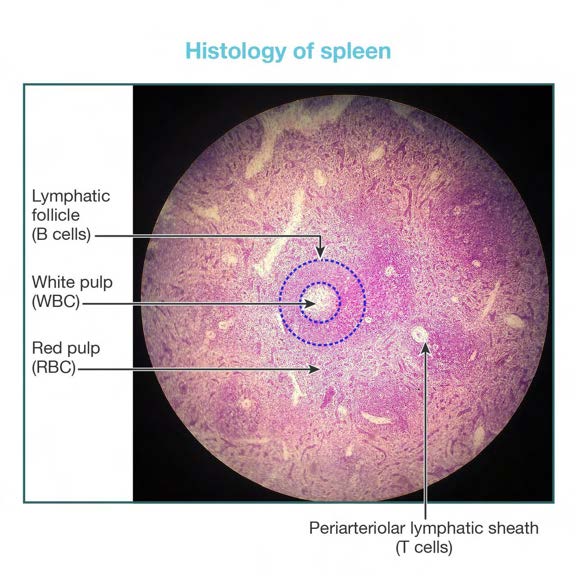 Histology of spleen
Lymphatic
follicle
(B cells)
White pulp
(WBC)
Red pulp
(RBC)
Periarteriolar lymphatic sheath
(T cells)